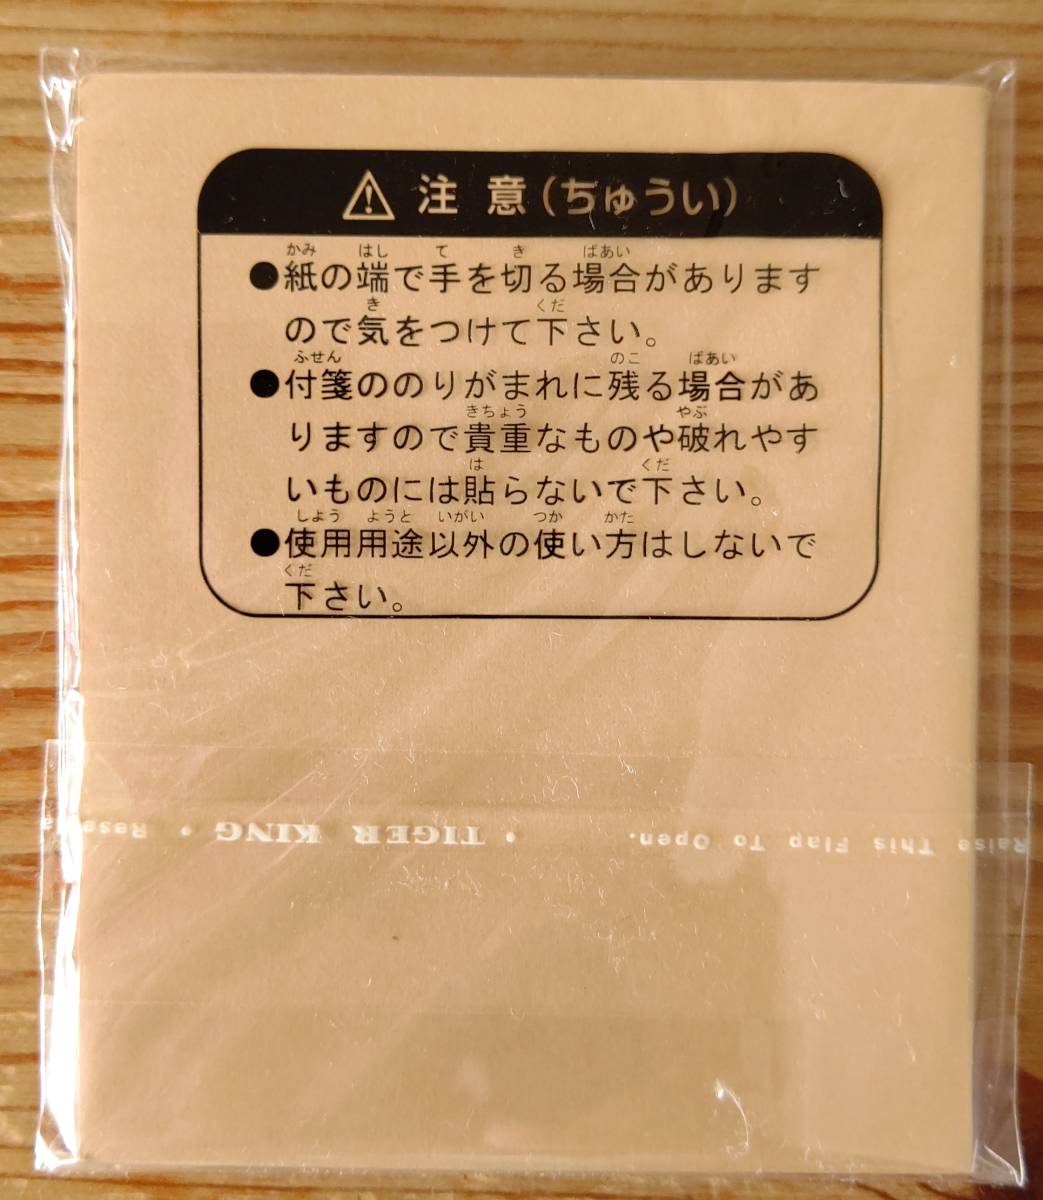 注意(ちゅうい)
かみ はし て き ばあい
●紙の端で手を切る場合があります
き くだ
ので気をつけて下さい。
ふせん のこ ばあい
●付箋ののりがまれに残る場合があ
きちょう やぶ
りますので貴重なものや破れやす
は くだ
いものには貼らないで下さい。
しよう ようと いがい つか かた
●使用用途以外の使い方はしないで
くだ
下さい。
Raise This Flap To Open. • TIGER KING •